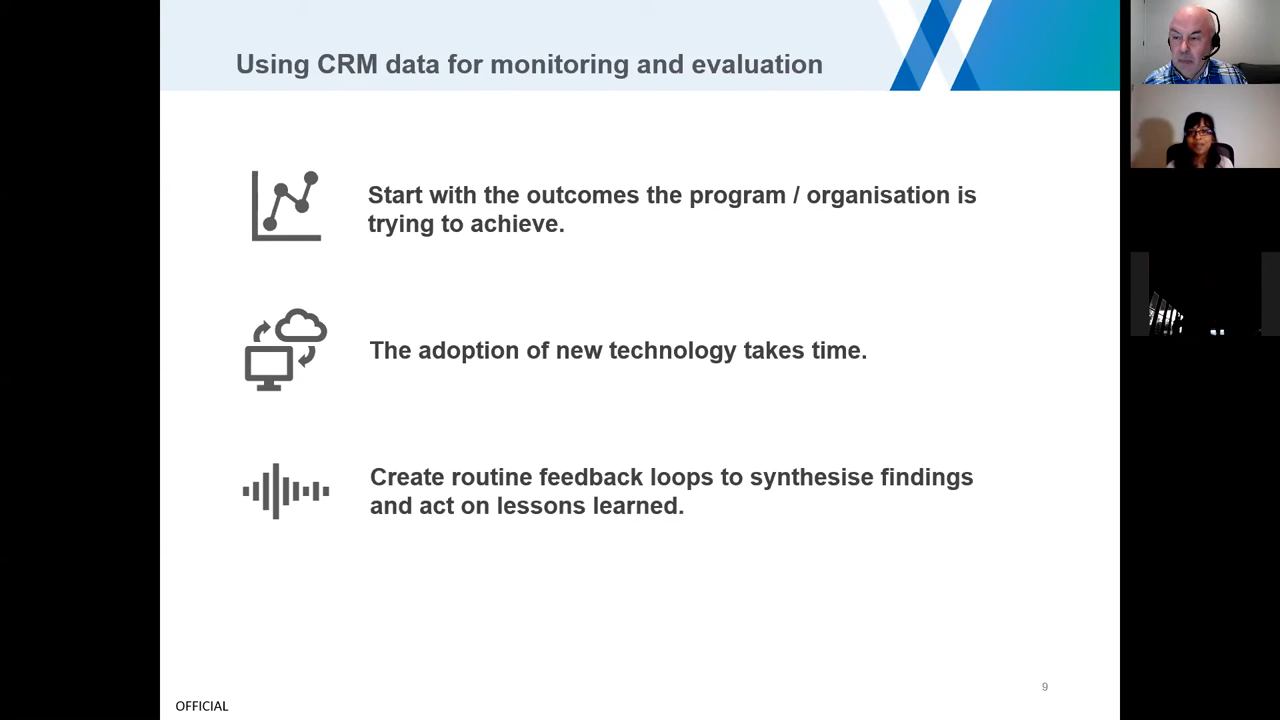 Using CRM data for monitoring and evaluation
Start with the outcomes the program / organisation is
trying to achieve.
The adoption of new technology takes time.
Create routine feedback loops to synthesise findings
and act on lessons learned.
9
OFFICIAL